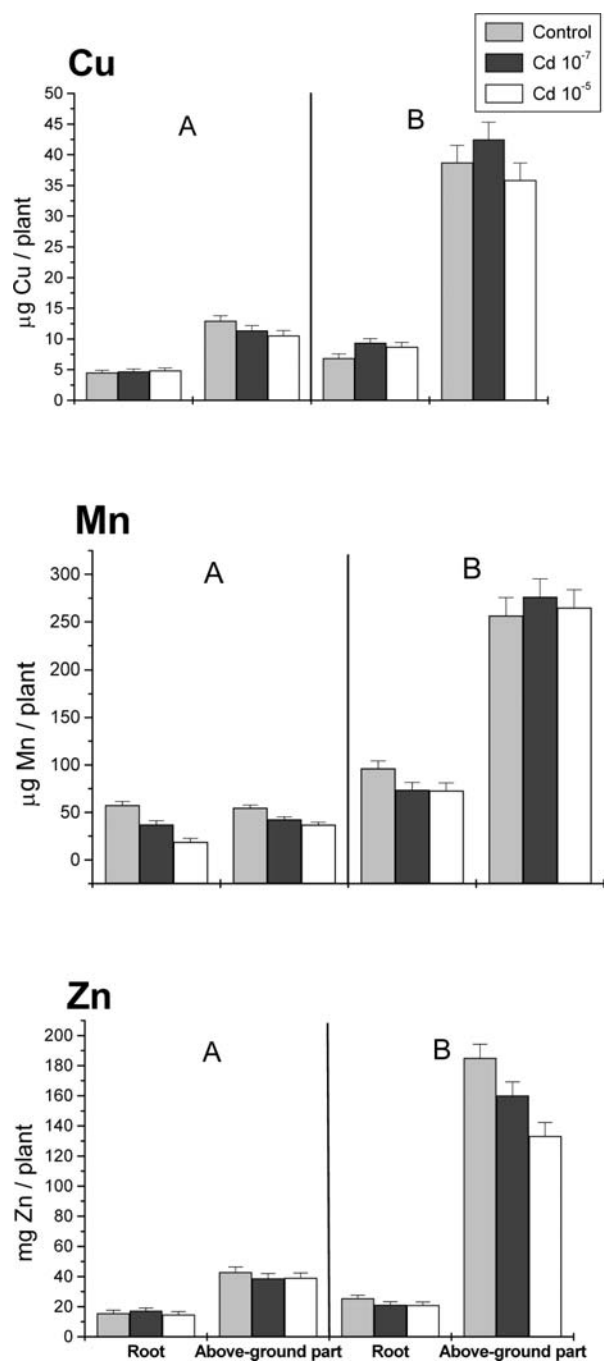 Control
Cd 10⁻⁷
Cd 10⁻⁵
Cu
A
B
50
45
40
35
30
25
20
15
10
5
0
µg Cu / plant
Mn
A
B
300
250
200
150
100
50
0
µg Mn / plant
Zn
A
B
200
180
160
140
120
100
80
60
40
20
0
mg Zn / plant
Root Above-ground part Root Above-ground part